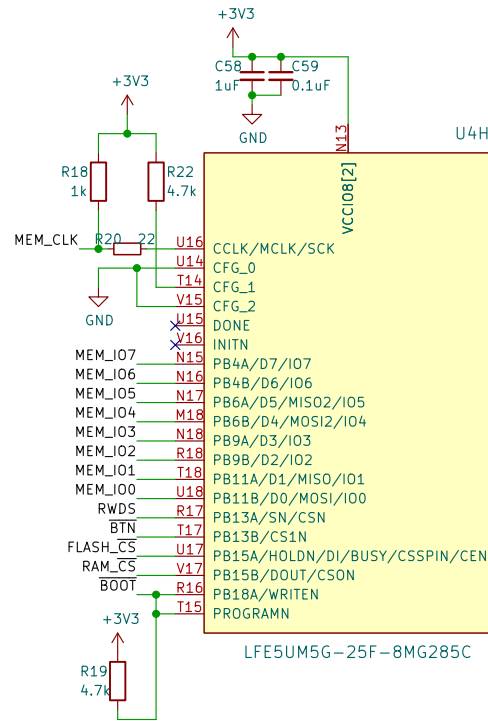 +3V3
C58
C59
1uF
0.1uF
GND
+3V3
N13
U4H
VCCIO8[2]
R18
1k
R22
4.7k
MEM_CLK
R20
22
U16
CCLK/MCLK/SCK
U14
CFG_0
T14
CFG_1
V15
CFG_2
GND
U15
DONE
V16
INITN
MEM_IO7
N15
PB4A/D7/IO7
MEM_IO6
N16
PB4B/D6/IO6
MEM_IO5
N17
PB6A/D5/MISO2/IO5
MEM_IO4
M18
PB6B/D4/MOSI2/IO4
MEM_IO3
N18
PB9A/D3/IO3
MEM_IO2
R18
PB9B/D2/IO2
MEM_IO1
T18
PB11A/D1/MISO/IO1
MEM_IO0
U18
PB11B/D0/MOSI/IO0
RWDS
R17
PB13A/SN/CSN
BTN
T17
PB13B/CS1N
FLASH_CS
U17
PB15A/HOLDN/DI/BUSY/CSSPIN/CEN
RAM_CS
V17
PB15B/DOUT/CSON
BOOT
R16
PB18A/WRITEN
T15
PROGRAMN
+3V3
R19
4.7k
LFE5UM5G-25F-8MG285C